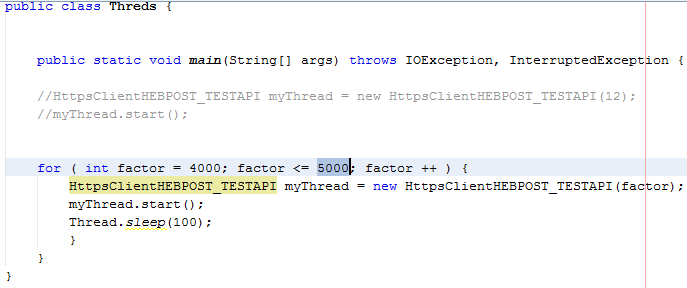 public class Threds {
public static void main(String[] args) throws IOException, InterruptedException {
//HttpsClientHEBPOST_TESTAPI myThread = new HttpsClientHEBPOST_TESTAPI(12);
//myThread.start();
for ( int factor = 4000; factor <= 5000; factor ++ ) {
HttpsClientHEBPOST_TESTAPI myThread = new HttpsClientHEBPOST_TESTAPI(factor);
myThread.start();
Thread.sleep(100);
}
}
}